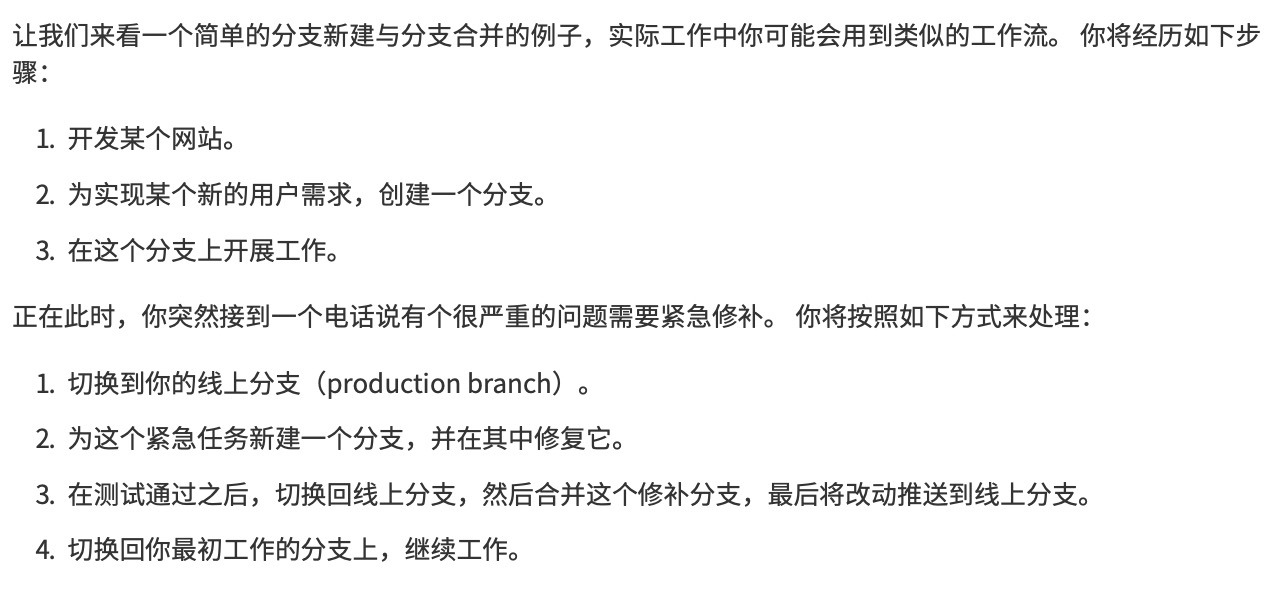 让我们来看一个简单的分支新建与分支合并的例子，实际工作中你可能会用到类似的工作流。 你将经历如下步
骤：
1. 开发某个网站。
2. 为实现某个新的用户需求，创建一个分支。
3. 在这个分支上开展工作。
正在此时，你突然接到一个电话说有个很严重的问题需要紧急修补。 你将按照如下方式来处理：
1. 切换到你的线上分支（production branch）。
2. 为这个紧急任务新建一个分支，并在其中修复它。
3. 在测试通过之后，切换回线上分支，然后合并这个修补分支，最后将改动推送到线上分支。
4. 切换回你最初工作的分支上，继续工作。